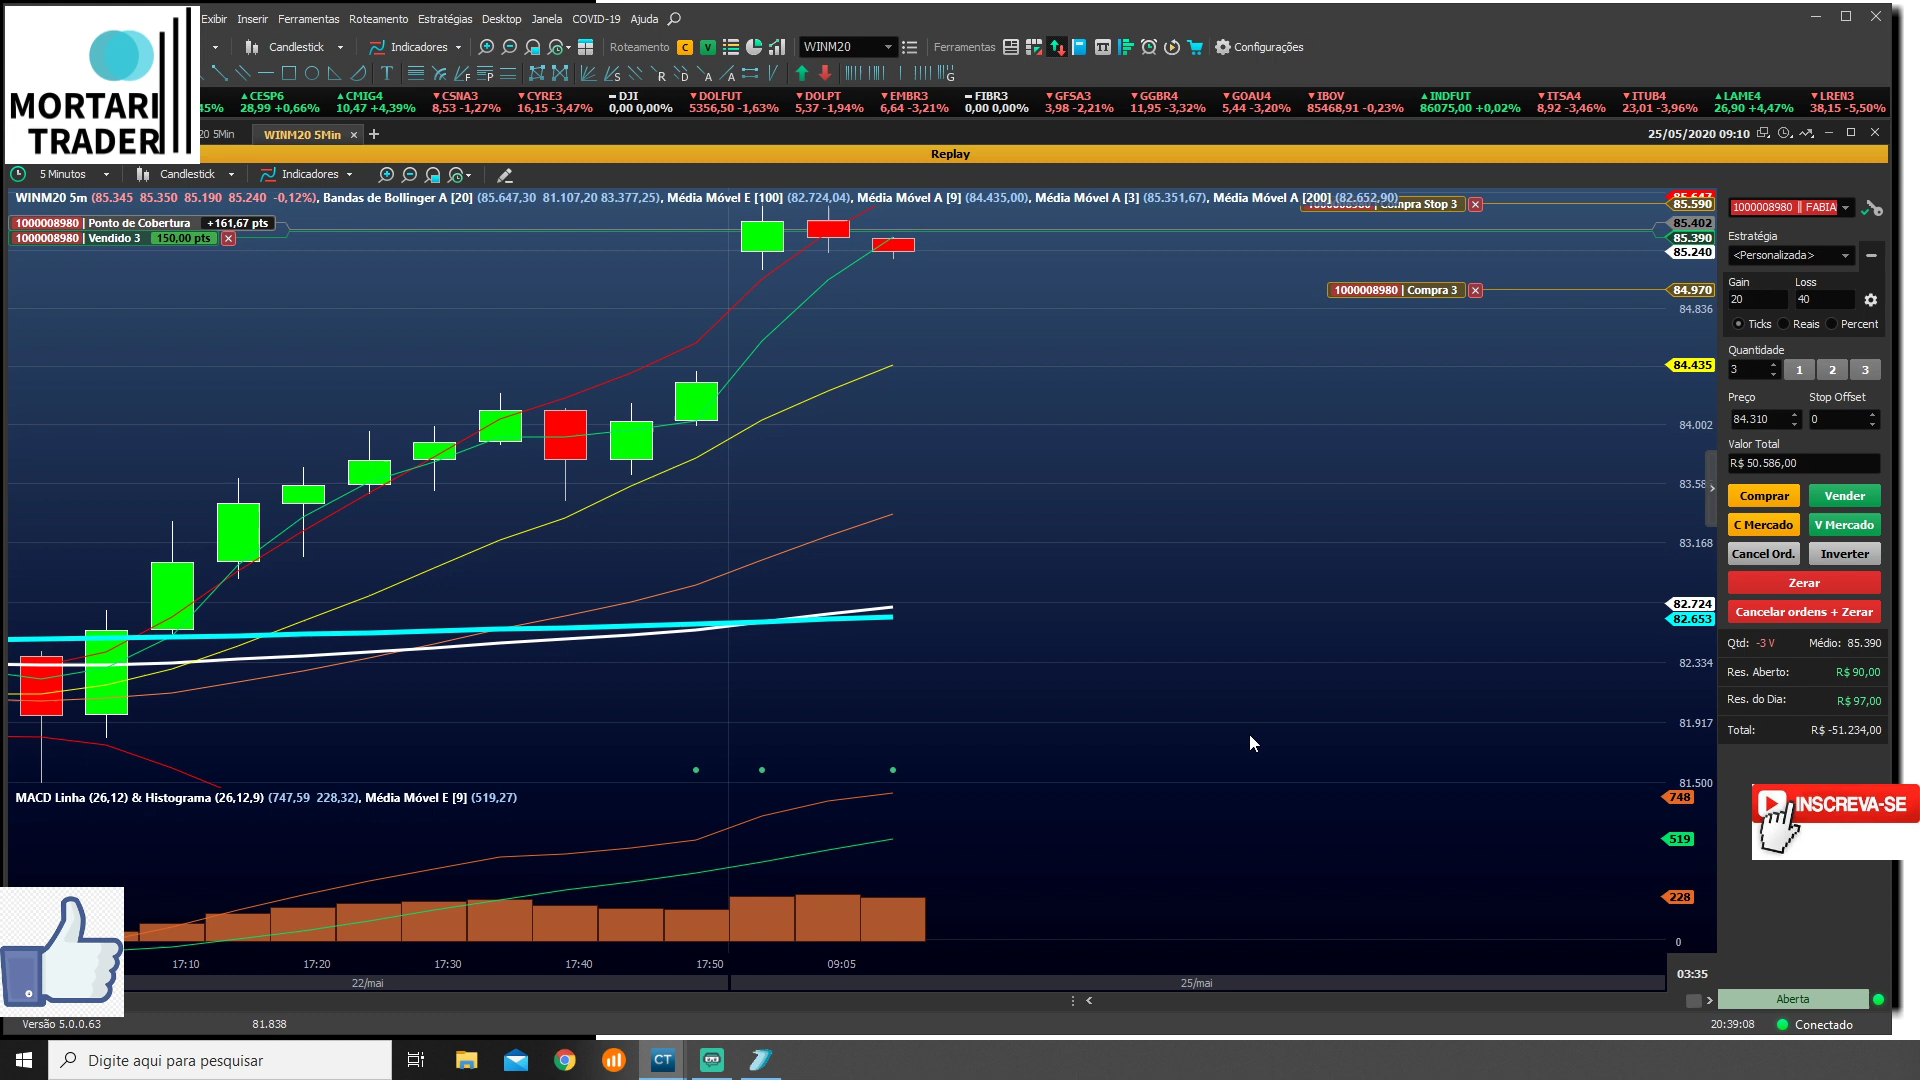 MORTARI
TRADER
Exibir Inserir Ferramentas Roteamento Estratégias Desktop Janela COVID-19 Ajuda
Candlestick Indicadores Roteamento C V WINM20 Ferramentas Configurações
45% CESP6 CMIG4 CSNA3 CYRE3 DJI DOLFUT DOLPT EMBR3 FIBR3 GFSA3 GGBR4 GOAU4 IBOV INDFUT ITSA4 ITUB4 LAME4 LREN3
28,99 +0,66% 10,47 +4,39% 8,53 -1,27% 16,15 -3,47% 0,00 0,00% 5356,50 -1,63% 5,37 -1,94% 6,64 -3,21% 0,00 0,00% 3,98 -2,21% 11,95 -3,32% 5,44 -3,20% 85468,91 -0,23% 86075,00 +0,02% 8,92 -3,46% 23,01 -3,96% 26,90 +4,47% 38,15 -5,50%
20 5Min WINM20 5Min 25/05/2020 09:10
Replay
5 Minutos Candlestick Indicadores
WINM20 5m (85.345 85.350 85.190 85.240 -0,12%), Bandas de Bollinger A [20] (85.647,30 81.107,20 83.377,25), Média Móvel E [100] (82.724,04), Média Móvel A [9] (84.435,00), Média Móvel A [3] (85.351,67), Média Móvel A [200] (82.652,90)
1000008980 | Compra Stop 3
1000008980 | Ponto de Cobertura +161,67 pts
1000008980 | Vendido 3 150,00 pts
1000008980 | Compra 3
85.647
85.590
85.402
85.390
85.240
84.970
84.836
84.435
84.002
83.58
83.168
82.724
82.653
82.334
81.917
81.500
1000008980 || FABIA
Estratégia
<Personalizada>
Gain Loss
20 40
Ticks Reais Percent
Quantidade
3 1 2 3
Preço Stop Offset
84.310 0
Valor Total
R$ 50.586,00
Comprar Vender
C Mercado V Mercado
Cancel Ord. Inverter
Zerar
Cancelar ordens + Zerar
Qtd: -3 V Médio: 85.390
Res. Aberto: R$ 90,00
Res. do Dia: R$ 97,00
Total: R$ -51.234,00
MACD Linha (26,12) & Histograma (26,12,9) (747,59 228,32), Média Móvel E [9] (519,27)
748
519
228
0
INSCREVA-SE
17:10 17:20 17:30 17:40 17:50 09:05
22/mai 25/mai
03:35
Aberta
Versão 5.0.0.63 81.838 20:39:08 Conectado
Digite aqui para pesquisar CT